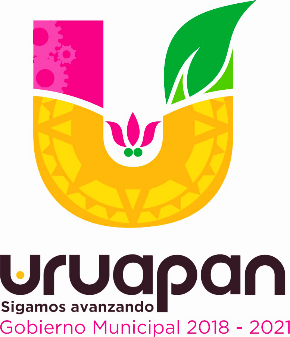 uruapan
Sigamos avanzando
Gobierno Municipal 2018 - 2021